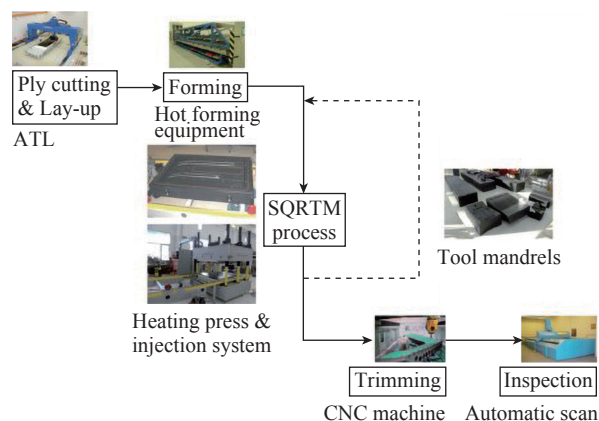 Ply cutting
& Lay-up
ATL
Forming
Hot forming
equipment
SQRTM
process
Heating press &
injection system
Tool mandrels
Trimming
CNC machine
Inspection
Automatic scan